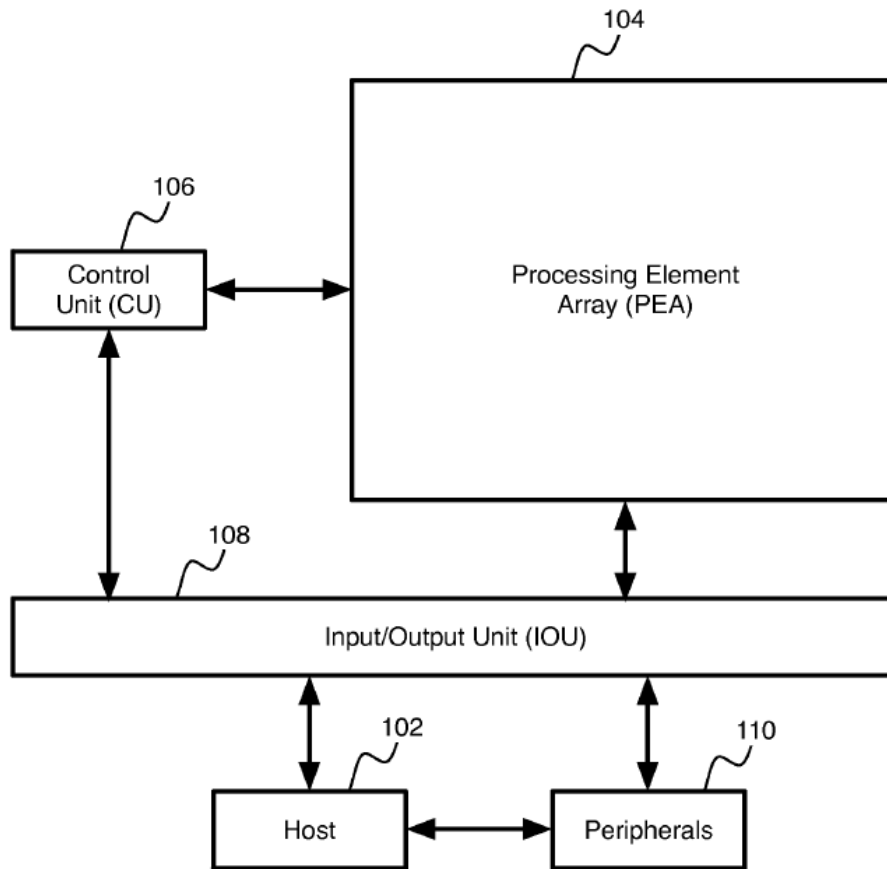 104
106
Control
Unit (CU)
Processing Element
Array (PEA)
108
Input/Output Unit (IOU)
102
110
Host
Peripherals